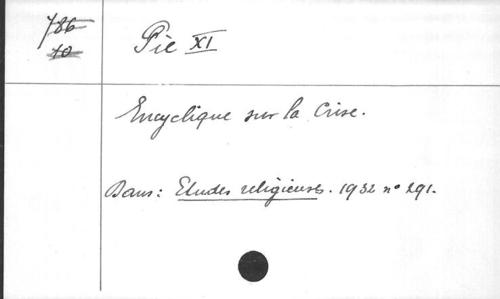 786
10
Pie XI
Encyclique sur la Crise.
Dans: Etudes religieuses. 1932 n° 291.